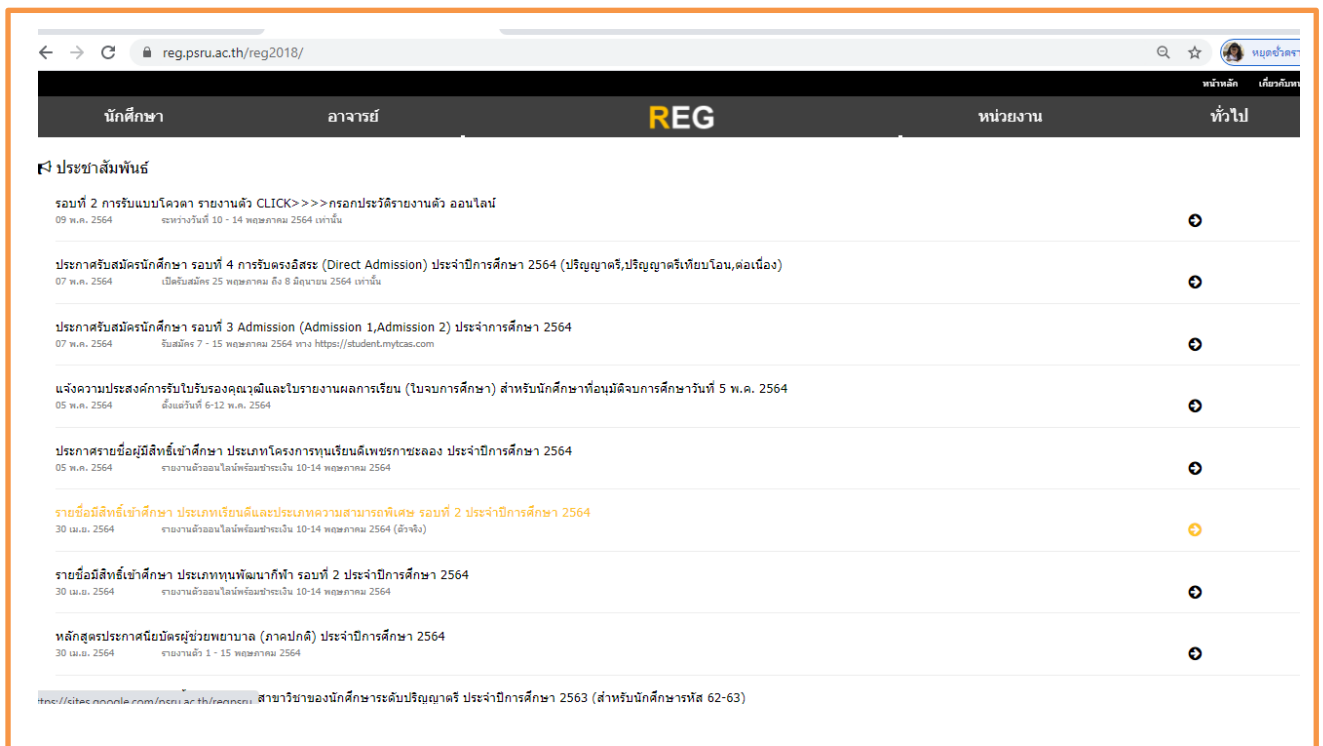 reg.psru.ac.th/reg2018/
หยุดชั่วครา
หน้าหลัก เกี่ยวกับห
นักศึกษา อาจารย์ REG หน่วยงาน ทั่วไป
ประชาสัมพันธ์
รอบที่ 2 การรับแบบโควตา รายงานตัว CLICK>>>>กรอกประวัติรายงานตัว ออนไลน์
09 พ.ค. 2564 ระหว่างวันที่ 10 - 14 พฤษภาคม 2564 เท่านั้น
ประกาศรับสมัครนักศึกษา รอบที่ 4 การรับตรงอิสระ (Direct Admission) ประจำปีการศึกษา 2564 (ปริญญาตรี,ปริญญาตรีเทียบโอน,ต่อเนื่อง)
07 พ.ค. 2564 เปิดรับสมัคร 25 พฤษภาคม ถึง 8 มิถุนายน 2564 เท่านั้น
ประกาศรับสมัครนักศึกษา รอบที่ 3 Admission (Admission 1,Admission 2) ประจำการศึกษา 2564
07 พ.ค. 2564 รับสมัคร 7 - 15 พฤษภาคม 2564 ทาง https://student.mytcas.com
แจ้งความประสงค์การรับใบรับรองคุณวุฒิและใบรายงานผลการเรียน (ใบจบการศึกษา) สำหรับนักศึกษาที่อนุมัติจบการศึกษาวันที่ 5 พ.ค. 2564
05 พ.ค. 2564 ตั้งแต่วันที่ 6-12 พ.ค. 2564
ประกาศรายชื่อผู้มีสิทธิ์เข้าศึกษา ประเภทโครงการทุนเรียนดีเพชรกาซะลอง ประจำปีการศึกษา 2564
05 พ.ค. 2564 รายงานตัวออนไลน์พร้อมชำระเงิน 10-14 พฤษภาคม 2564
รายชื่อมีสิทธิ์เข้าศึกษา ประเภทเรียนดีและประเภทความสามารถพิเศษ รอบที่ 2 ประจำปีการศึกษา 2564
30 เม.ย. 2564 รายงานตัวออนไลน์พร้อมชำระเงิน 10-14 พฤษภาคม 2564 (ตัวจริง)
รายชื่อมีสิทธิ์เข้าศึกษา ประเภททุนพัฒนากีฬา รอบที่ 2 ประจำปีการศึกษา 2564
30 เม.ย. 2564 รายงานตัวออนไลน์พร้อมชำระเงิน 10-14 พฤษภาคม 2564
หลักสูตรประกาศนียบัตรผู้ช่วยพยาบาล (ภาคปกติ) ประจำปีการศึกษา 2564
30 เม.ย. 2564 รายงานตัว 1 - 15 พฤษภาคม 2564
ttps://sites.google.com/psru.ac.th/regpsru สาขาวิชาของนักศึกษาระดับปริญญาตรี ประจำปีการศึกษา 2563 (สำหรับนักศึกษารหัส 62-63)